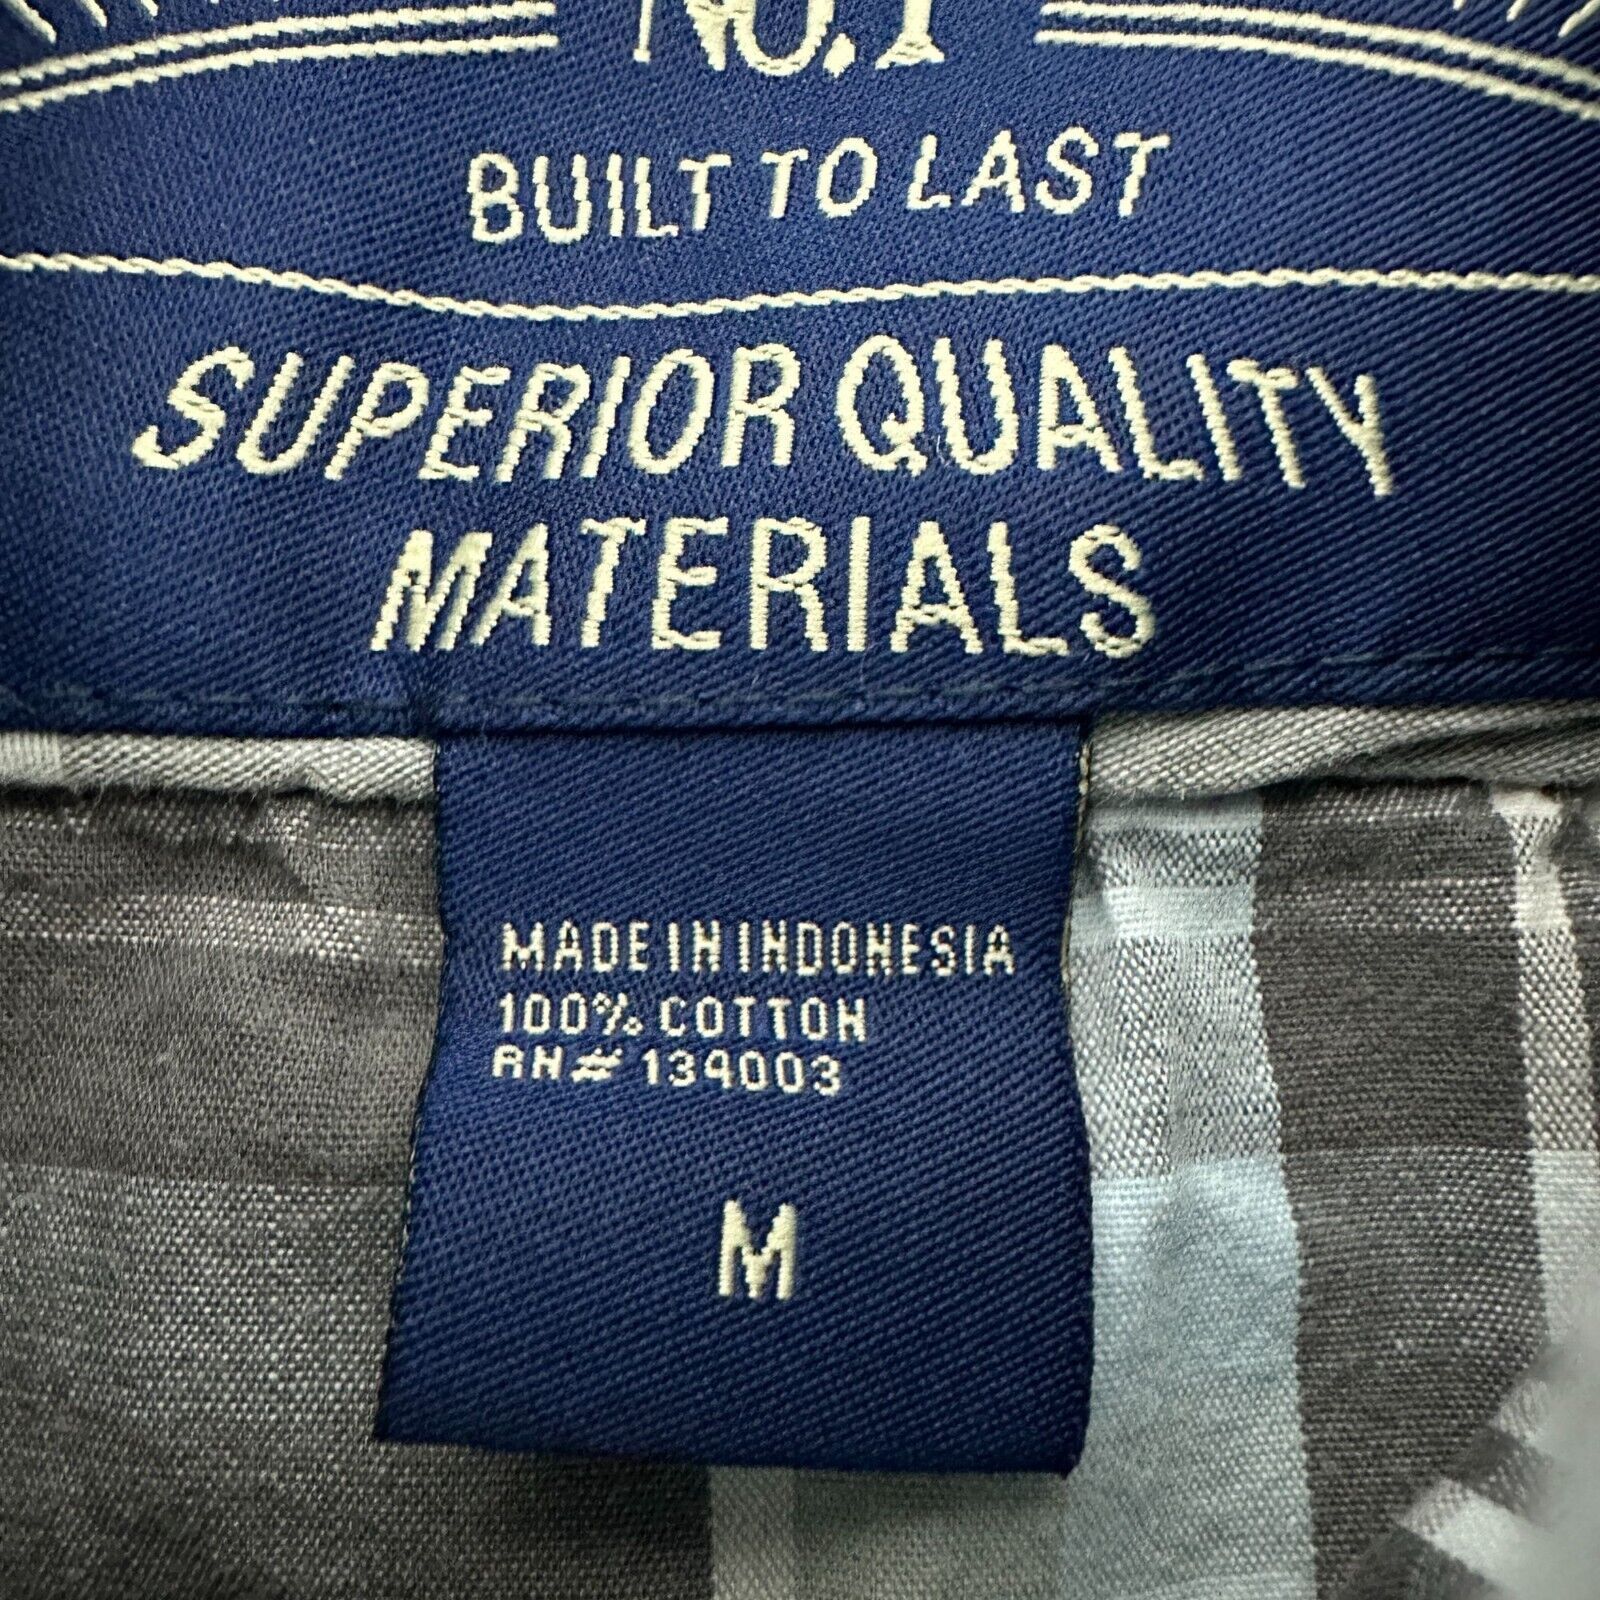 NO.1
BUILT TO LAST
SUPERIOR QUALITY
MATERIALS
MADE IN INDONESIA
100% COTTON
RN# 139003
M